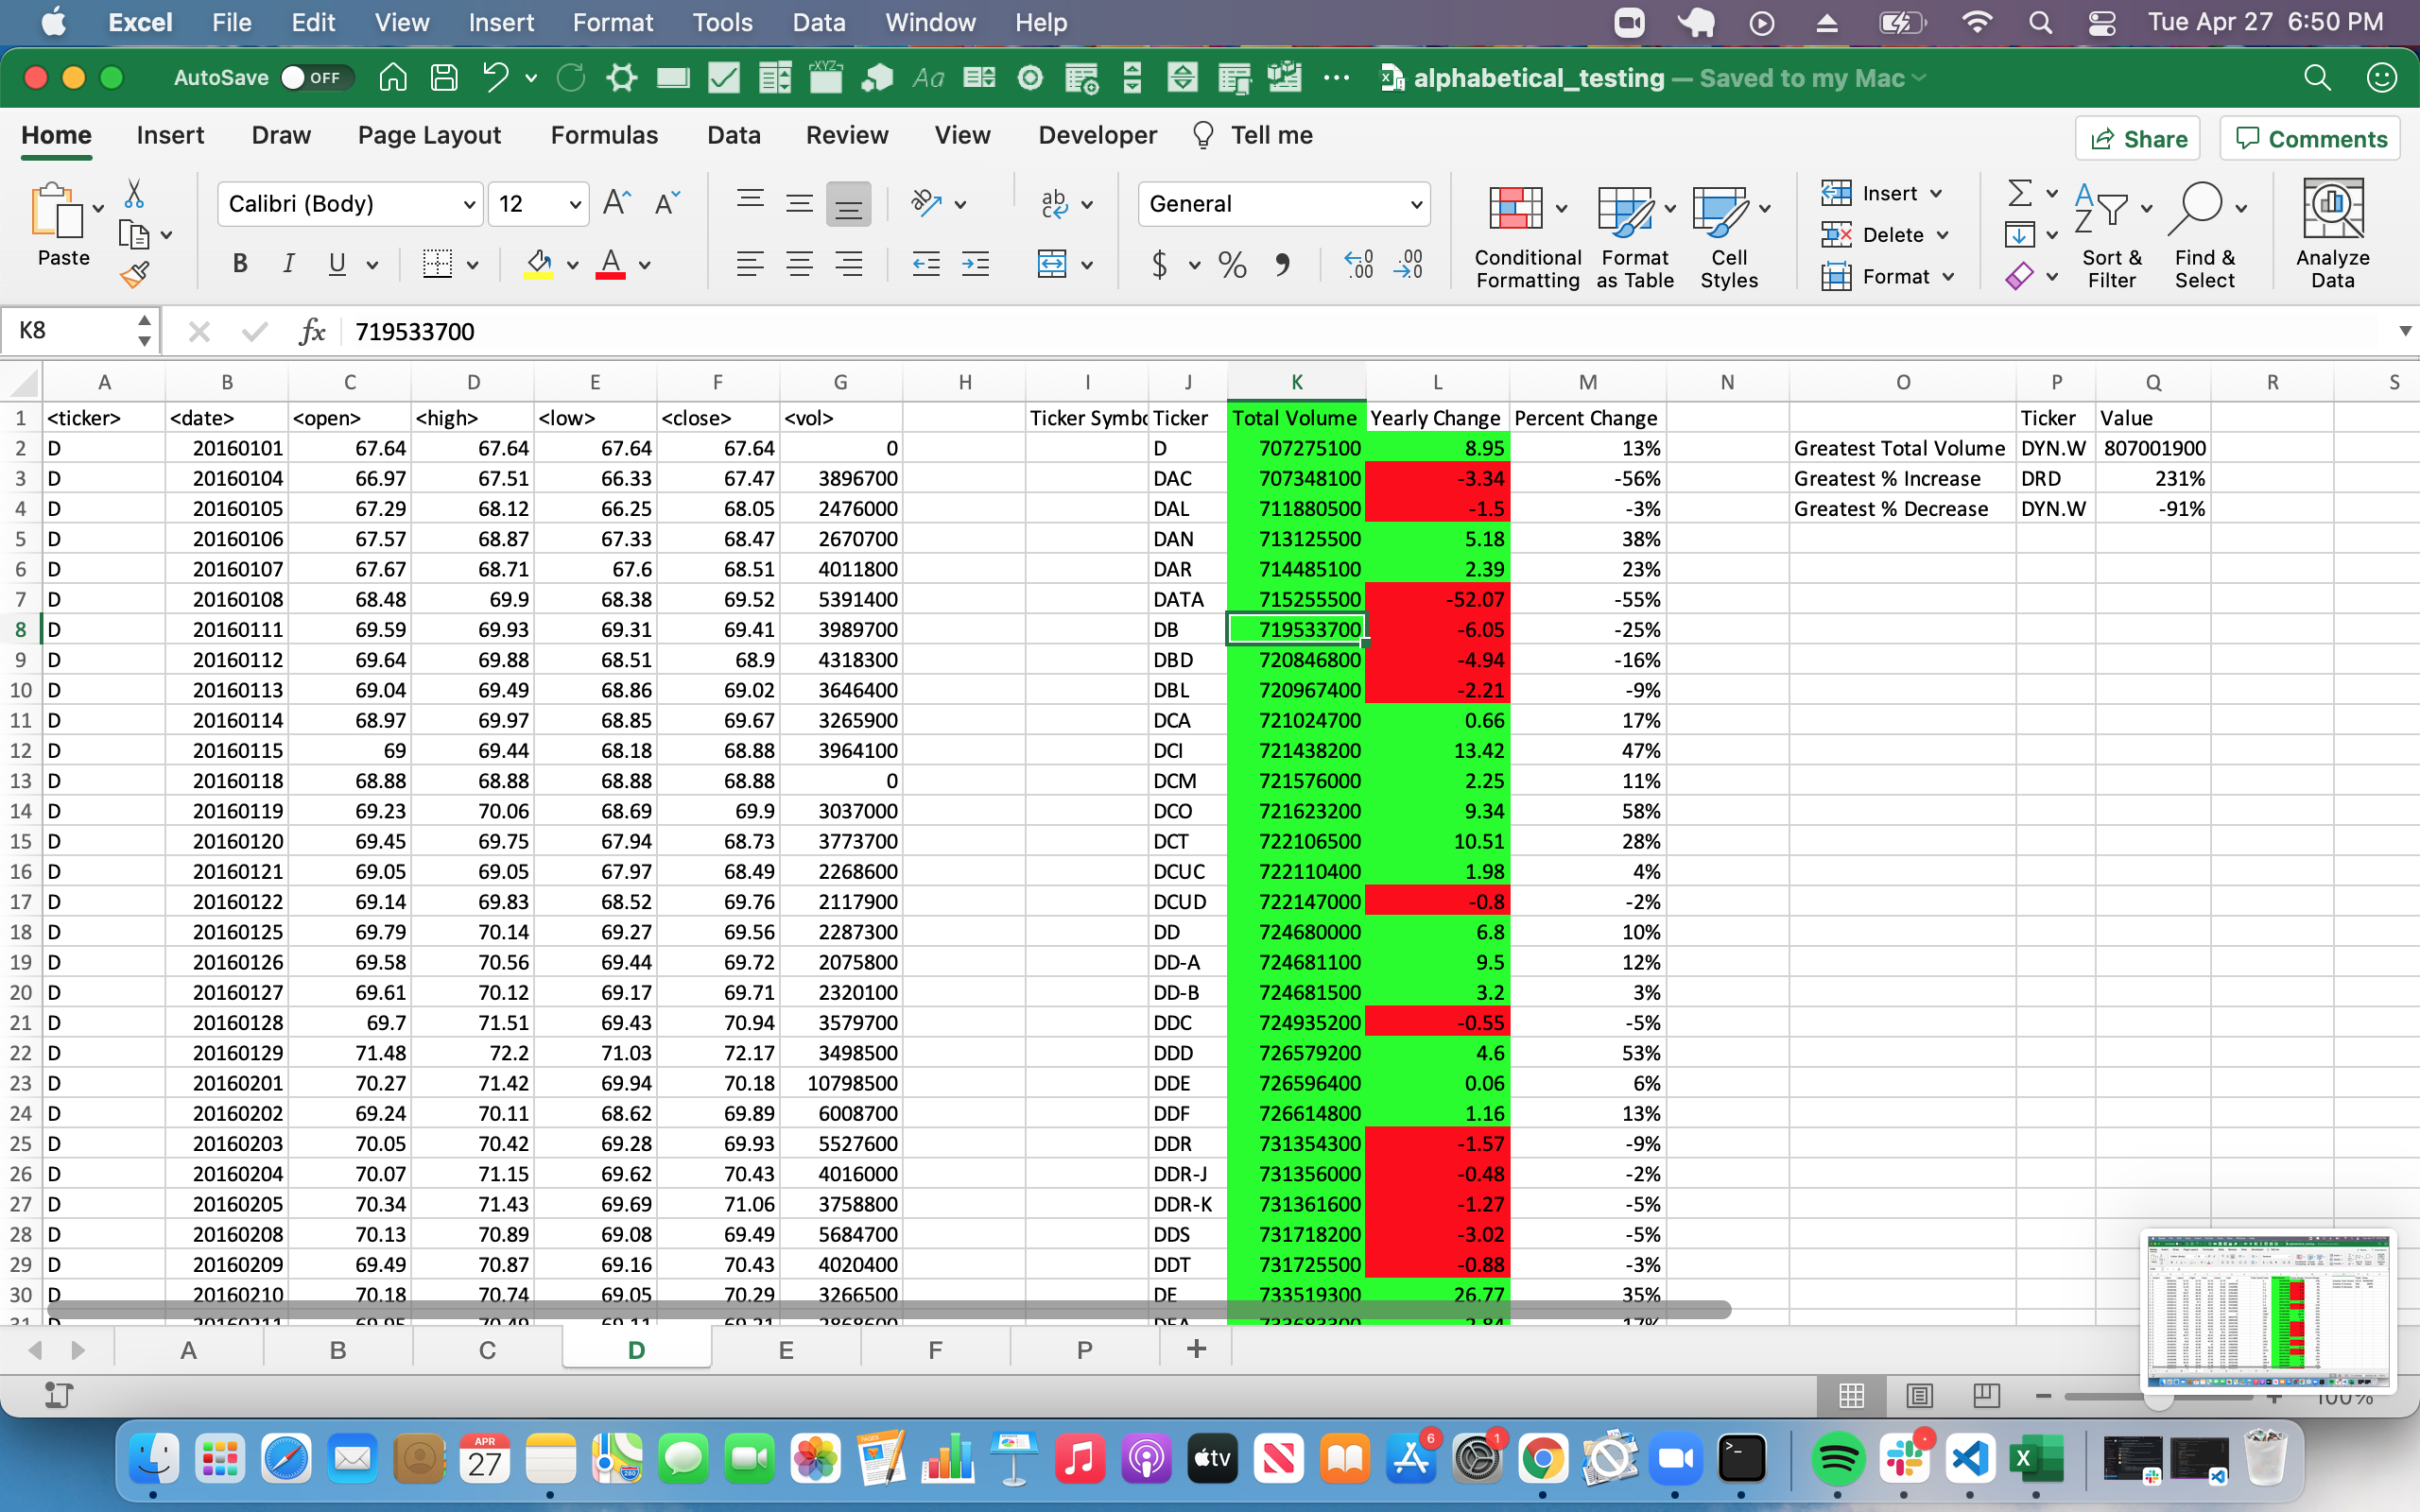 Excel File Edit View Insert Format Tools Data Window Help Tue Apr 27 6:50 PM
AutoSave OFF XYZ Aa alphabetical_testing — Saved to my Mac
Home Insert Draw Page Layout Formulas Data Review View Developer Tell me Share Comments
Paste Calibri (Body) 12 General Conditional Formatting Format as Table Cell Styles Insert Delete Format Sort & Filter Find & Select Analyze Data
K8 fx 719533700
A B C D E F G H I J K L M N O P Q R S
1 <ticker> <date> <open> <high> <low> <close> <vol> Ticker Symbo Ticker Total Volume Yearly Change Percent Change Ticker Value
2 D 20160101 67.64 67.64 67.64 67.64 0 D 707275100 8.95 13% Greatest Total Volume DYN.W 807001900
3 D 20160104 66.97 67.51 66.33 67.47 3896700 DAC 707348100 -3.34 -56% Greatest % Increase DRD 231%
4 D 20160105 67.29 68.12 66.25 68.05 2476000 DAL 711880500 -1.5 -3% Greatest % Decrease DYN.W -91%
5 D 20160106 67.57 68.87 67.33 68.47 2670700 DAN 713125500 5.18 38%
6 D 20160107 67.67 68.71 67.6 68.51 4011800 DAR 714485100 2.39 23%
7 D 20160108 68.48 69.9 68.38 69.52 5391400 DATA 715255500 -52.07 -55%
8 D 20160111 69.59 69.93 69.31 69.41 3989700 DB 719533700 -6.05 -25%
9 D 20160112 69.64 69.88 68.51 68.9 4318300 DBD 720846800 -4.94 -16%
10 D 20160113 69.04 69.49 68.86 69.02 3646400 DBL 720967400 -2.21 -9%
11 D 20160114 68.97 69.97 68.85 69.67 3265900 DCA 721024700 0.66 17%
12 D 20160115 69 69.44 68.18 68.88 3964100 DCI 721438200 13.42 47%
13 D 20160118 68.88 68.88 68.88 68.88 0 DCM 721576000 2.25 11%
14 D 20160119 69.23 70.06 68.69 69.9 3037000 DCO 721623200 9.34 58%
15 D 20160120 69.45 69.75 67.94 68.73 3773700 DCT 722106500 10.51 28%
16 D 20160121 69.05 69.05 67.97 68.49 2268600 DCUC 722110400 1.98 4%
17 D 20160122 69.14 69.83 68.52 69.76 2117900 DCUD 722147000 -0.8 -2%
18 D 20160125 69.79 70.14 69.27 69.56 2287300 DD 724680000 6.8 10%
19 D 20160126 69.58 70.56 69.44 69.72 2075800 DD-A 724681100 9.5 12%
20 D 20160127 69.61 70.12 69.17 69.71 2320100 DD-B 724681500 3.2 3%
21 D 20160128 69.7 71.51 69.43 70.94 3579700 DDC 724935200 -0.55 -5%
22 D 20160129 71.48 72.2 71.03 72.17 3498500 DDD 726579200 4.6 53%
23 D 20160201 70.27 71.42 69.94 70.18 10798500 DDE 726596400 0.06 6%
24 D 20160202 69.24 70.11 68.62 69.89 6008700 DDF 726614800 1.16 13%
25 D 20160203 70.05 70.42 69.28 69.93 5527600 DDR 731354300 -1.57 -9%
26 D 20160204 70.07 71.15 69.62 70.43 4016000 DDR-J 731356000 -0.48 -2%
27 D 20160205 70.34 71.43 69.69 71.06 3758800 DDR-K 731361600 -1.27 -5%
28 D 20160208 70.13 70.89 69.08 69.49 5684700 DDS 731718200 -3.02 -5%
29 D 20160209 69.49 70.87 69.16 70.43 4020400 DDT 731725500 -0.88 -3%
30 D 20160210 70.18 70.74 69.05 70.29 3266500 DE 733519300 26.77 35%
A B C D E F P +
100%
APR 27 280 tv 6 1